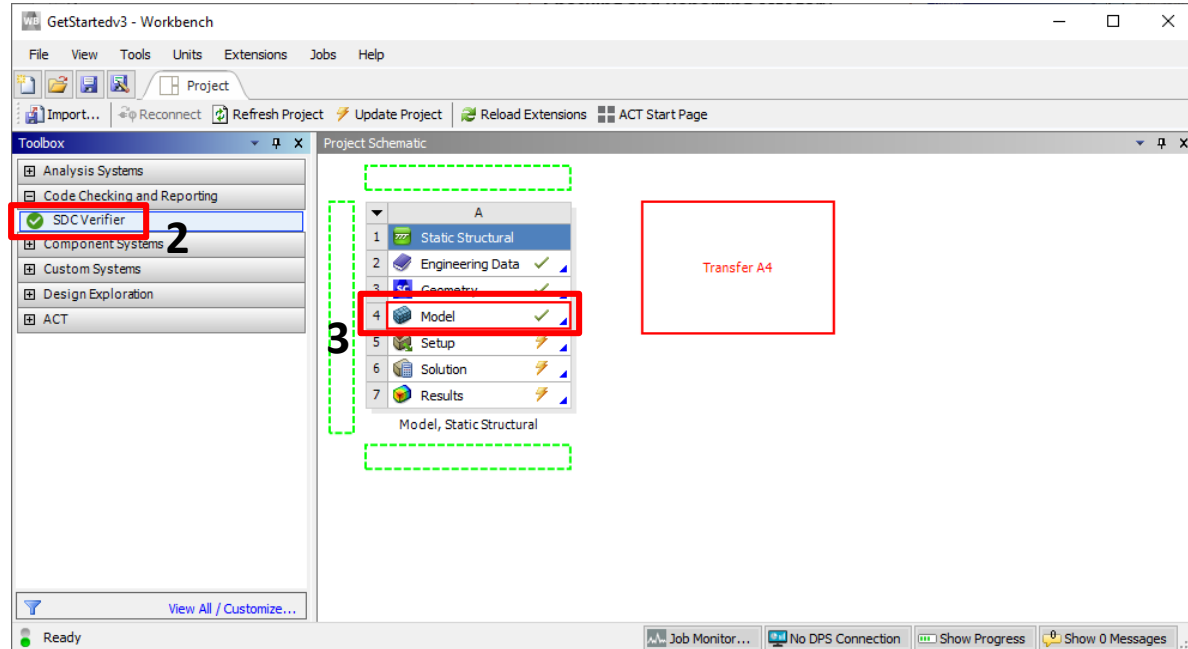 GetStartedv3 - Workbench
File View Tools Units Extensions Jobs Help
Project
Import... Reconnect Refresh Project Update Project Reload Extensions ACT Start Page
Toolbox
Project Schematic
Analysis Systems
Code Checking and Reporting
SDC Verifier
2
Component Systems
Custom Systems
Design Exploration
ACT
View All / Customize...
A
1 Static Structural
2 Engineering Data
3 Geometry
4 Model
3
5 Setup
6 Solution
7 Results
Model, Static Structural
Transfer A4
Ready
Job Monitor... No DPS Connection Show Progress Show 0 Messages